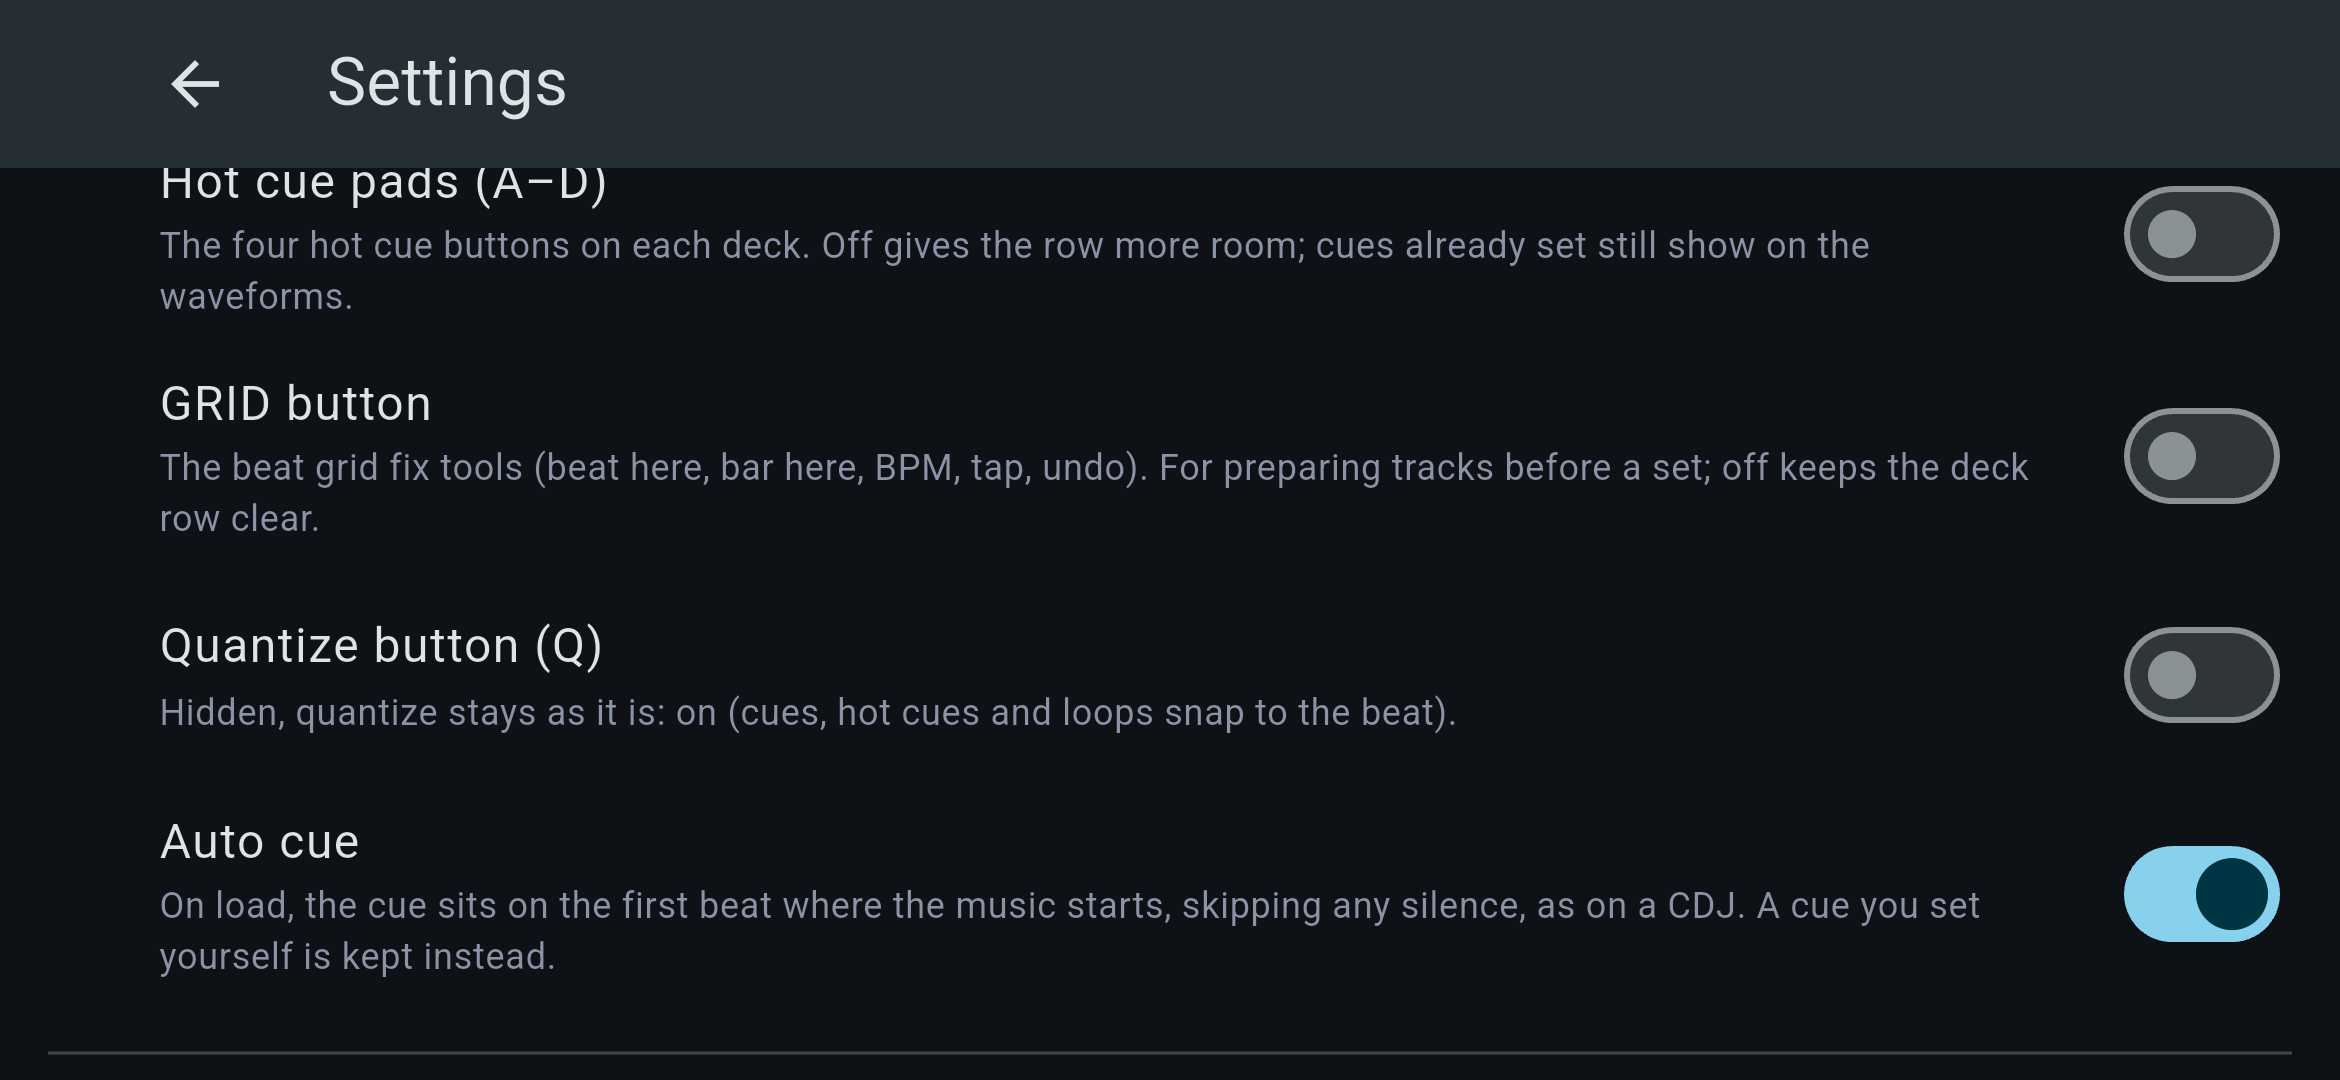 Settings
Hot cue pads (A–D)
The four hot cue buttons on each deck. Off gives the row more room; cues already set still show on the
waveforms.
GRID button
The beat grid fix tools (beat here, bar here, BPM, tap, undo). For preparing tracks before a set; off keeps the deck
row clear.
Quantize button (Q)
Hidden, quantize stays as it is: on (cues, hot cues and loops snap to the beat).
Auto cue
On load, the cue sits on the first beat where the music starts, skipping any silence, as on a CDJ. A cue you set
yourself is kept instead.